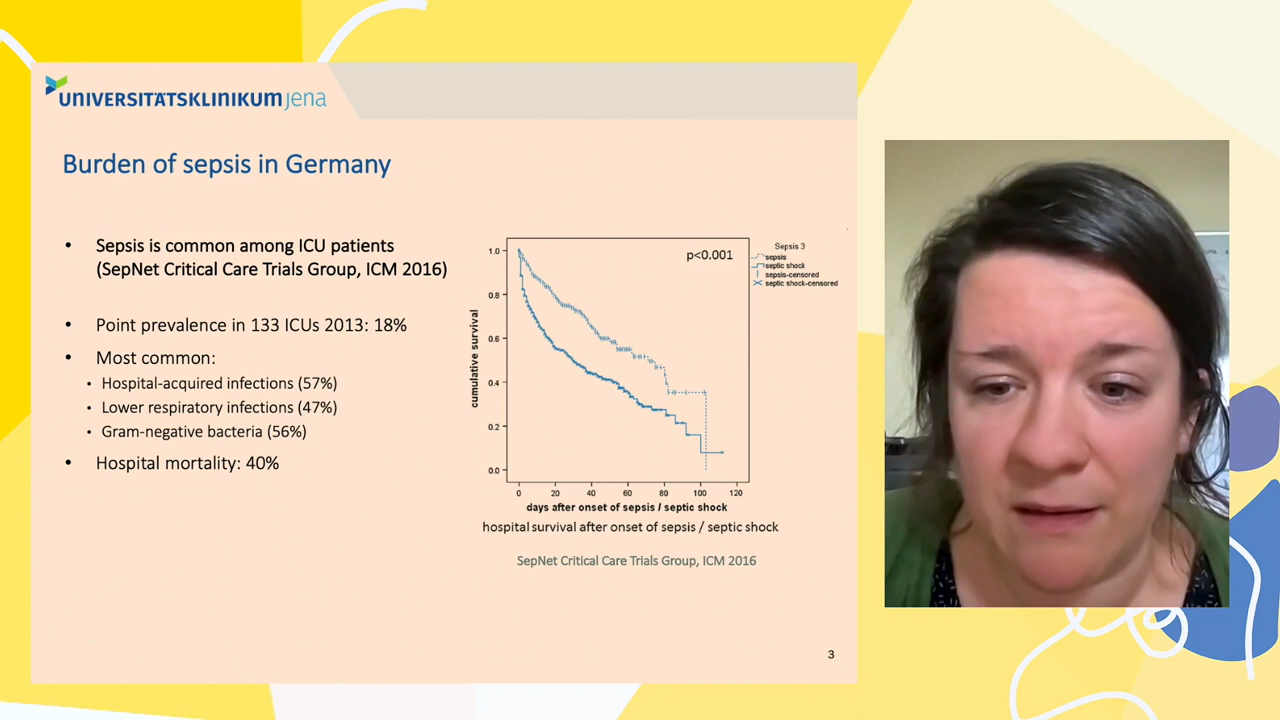 UNIVERSITÄTSKLINIKUM jena
Burden of sepsis in Germany
• Sepsis is common among ICU patients
(SepNet Critical Care Trials Group, ICM 2016)
• Point prevalence in 133 ICUs 2013: 18%
• Most common:
• Hospital-acquired infections (57%)
• Lower respiratory infections (47%)
• Gram-negative bacteria (56%)
• Hospital mortality: 40%
p<0.001
Sepsis 3
sepsis
septic shock
sepsis-censored
septic shock-censored
cumulative survival
1.0
0.8
0.6
0.4
0.2
0.0
0 20 40 60 80 100 120
days after onset of sepsis / septic shock
hospital survival after onset of sepsis / septic shock
SepNet Critical Care Trials Group, ICM 2016
3